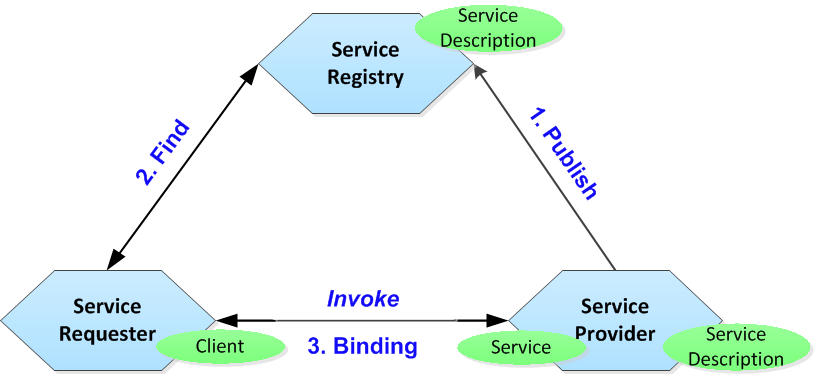 Service
Description
Service
Registry
1. Publish
2. Find
Service
Requester
Client
Invoke
3. Binding
Service
Provider
Service
Service
Description